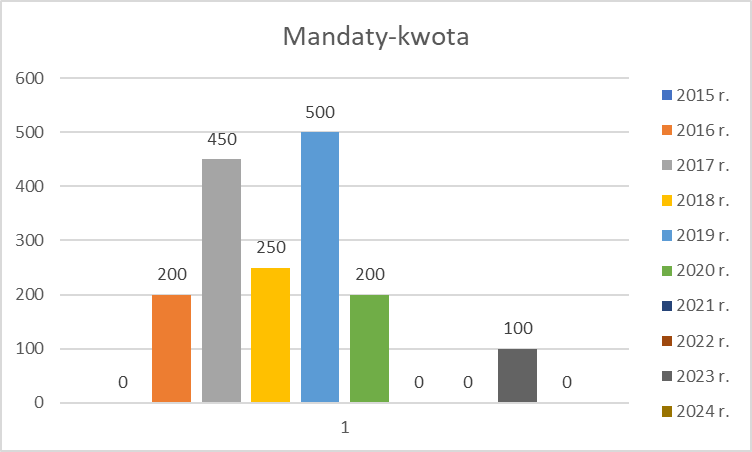 Mandaty-kwota
600
500
400
300
200
100
0
0
200
450
250
500
200
0
0
100
0
1
2015 r.
2016 r.
2017 r.
2018 r.
2019 r.
2020 r.
2021 r.
2022 r.
2023 r.
2024 r.